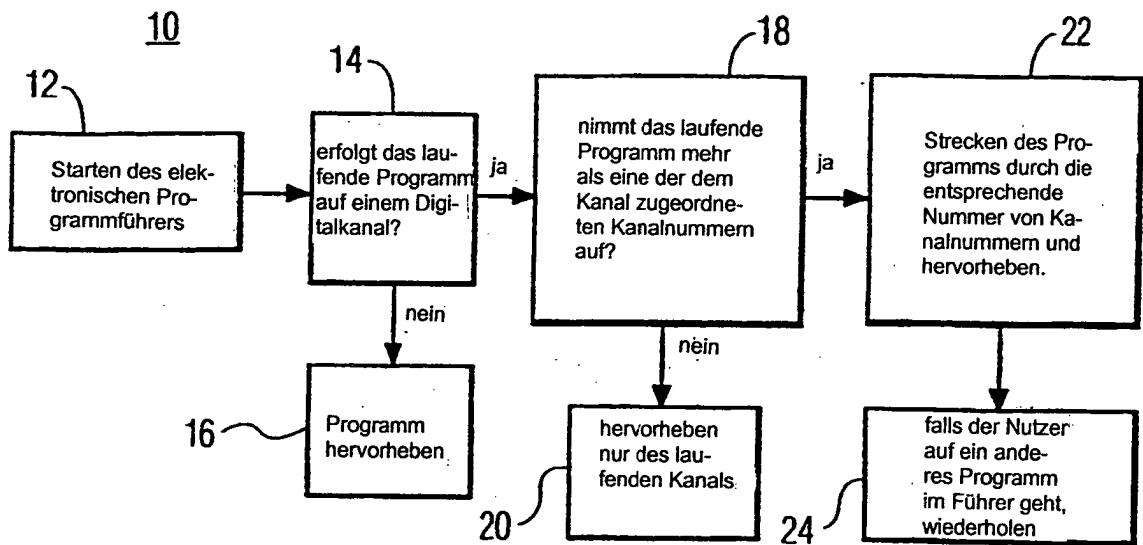 10
12
Starten des elek-
tronischen Pro-
grammführers
14
erfolgt das lau-
fende Programm
auf einem Digi-
talkanal?
ja
nein
16
Programm
hervorheben
18
nimmt das laufende
Programm mehr
als eine der dem
Kanal zugeordne-
ten Kanalnummern
auf?
ja
nein
20
hervorheben
nur des lau-
fenden Kanals
22
Strecken des Pro-
gramms durch die
entsprechende
Nummer von Ka-
nalnummern und
hervorheben.
24
falls der Nutzer
auf ein ande
res Programm
im Führer geht,
wiederholen